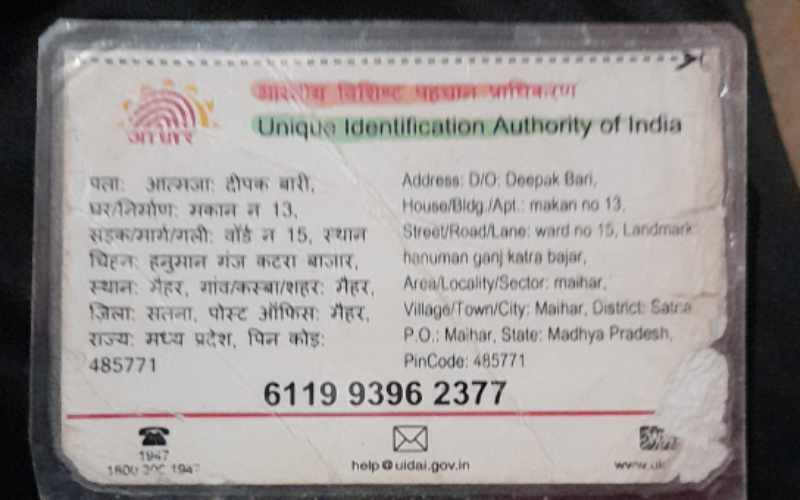 भारतीय विशिष्ट पहचान प्राधिकरण
आधार
Unique Identification Authority of India
पता: आत्मजा: दीपक बारी,
घर/निर्माण: मकान न 13,
सड़क/मार्ग/गली: वॉर्ड न 15, स्थान
चिह्न: हनुमान गंज कटरा बाजार,
स्थान: मैहर, गांव/कस्बा/शहर: मैहर,
ज़िला: सतना, पोस्ट ऑफिस: मैहर,
राज्य: मध्य प्रदेश, पिन कोड:
485771
Address: D/O: Deepak Bari,
House/Bldg./Apt.: makan no 13,
Street/Road/Lane: ward no 15, Landmark:
hanuman ganj katra bajar,
Area/Locality/Sector: maihar,
Village/Town/City: Maihar, District: Satna
P.O.: Maihar, State: Madhya Pradesh,
PinCode: 485771
6119 9396 2377
1947
1800 1947
help@uidai.gov.in